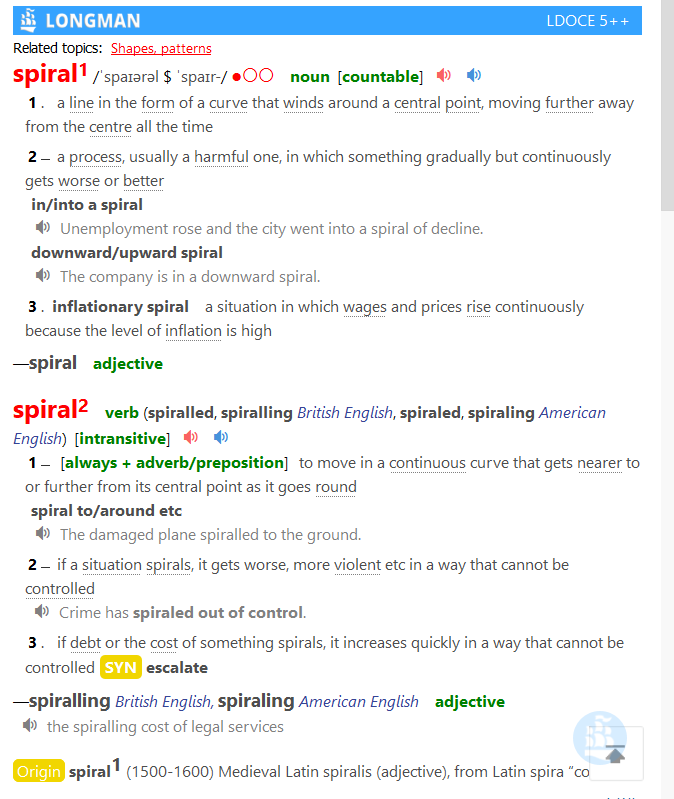 LONGMAN LDOCE 5++
Related topics: Shapes, patterns
spiral1 /ˈspaɪərəl $ ˈspaɪr-/ ●○○ noun [countable]
1 . a line in the form of a curve that winds around a central point, moving further away
from the centre all the time
2 – a process, usually a harmful one, in which something gradually but continuously
gets worse or better
in/into a spiral
Unemployment rose and the city went into a spiral of decline.
downward/upward spiral
The company is in a downward spiral.
3 . inflationary spiral a situation in which wages and prices rise continuously
because the level of inflation is high
—spiral adjective
spiral2 verb (spiralled, spiralling British English, spiraled, spiraling American
English) [intransitive]
1 – [always + adverb/preposition] to move in a continuous curve that gets nearer to
or further from its central point as it goes round
spiral to/around etc
The damaged plane spiralled to the ground.
2 – if a situation spirals, it gets worse, more violent etc in a way that cannot be
controlled
Crime has spiraled out of control.
3 . if debt or the cost of something spirals, it increases quickly in a way that cannot be
controlled SYN escalate
—spiralling British English, spiraling American English adjective
the spiralling cost of legal services
Origin spiral1 (1500-1600) Medieval Latin spiralis (adjective), from Latin spira “co